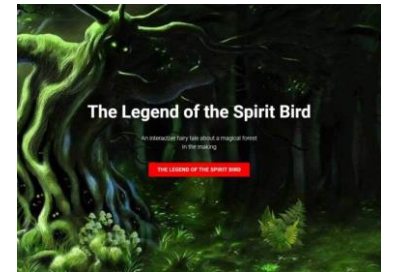 The Legend of the Spirit Bird
An interactive fairy tale about a magical forest
in the making
THE LEGEND OF THE SPIRIT BIRD